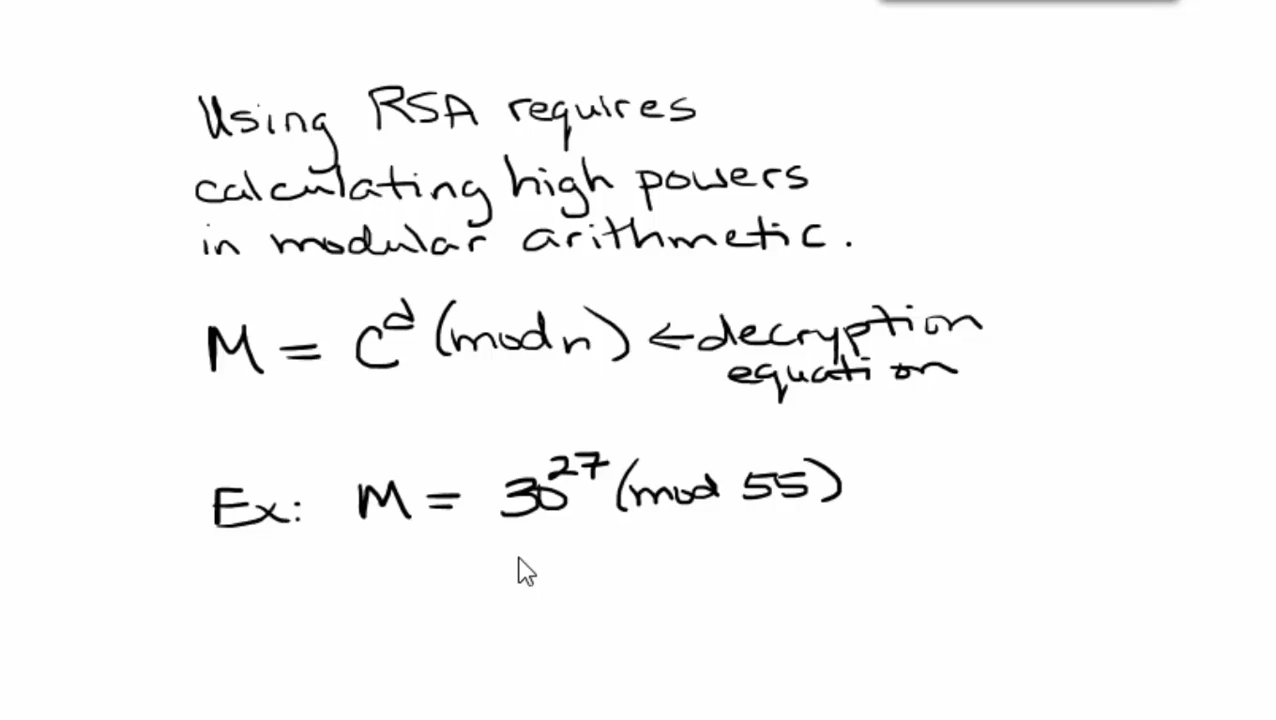 Using RSA requires
calculating high powers
in modular arithmetic.
M = C^d (mod n) ← decryption
equation
Ex: M = 30^27 (mod 55)